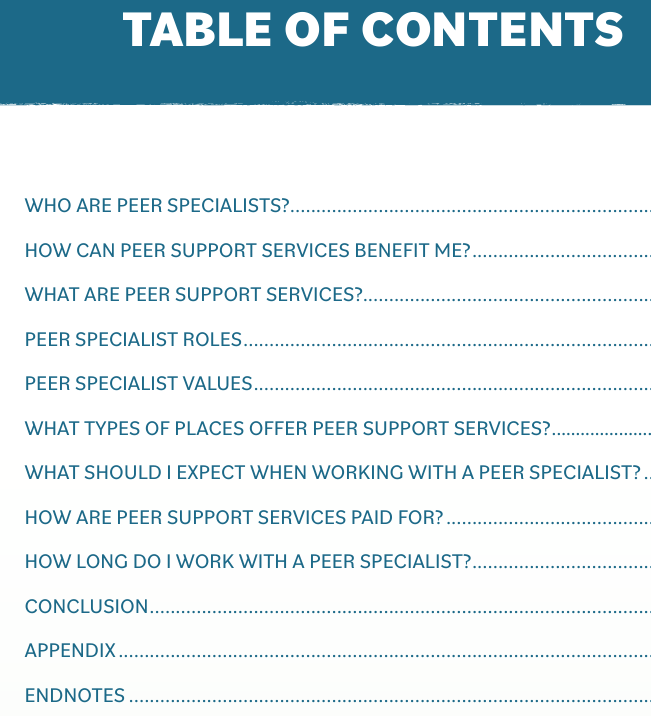 TABLE OF CONTENTS
WHO ARE PEER SPECIALISTS?................................................................
HOW CAN PEER SUPPORT SERVICES BENEFIT ME?..................................
WHAT ARE PEER SUPPORT SERVICES?.......................................................
PEER SPECIALIST ROLES..............................................................................
PEER SPECIALIST VALUES............................................................................
WHAT TYPES OF PLACES OFFER PEER SUPPORT SERVICES?....................
WHAT SHOULD I EXPECT WHEN WORKING WITH A PEER SPECIALIST? ..
HOW ARE PEER SUPPORT SERVICES PAID FOR? .......................................
HOW LONG DO I WORK WITH A PEER SPECIALIST?..................................
CONCLUSION................................................................................................
APPENDIX ......................................................................................................
ENDNOTES ....................................................................................................